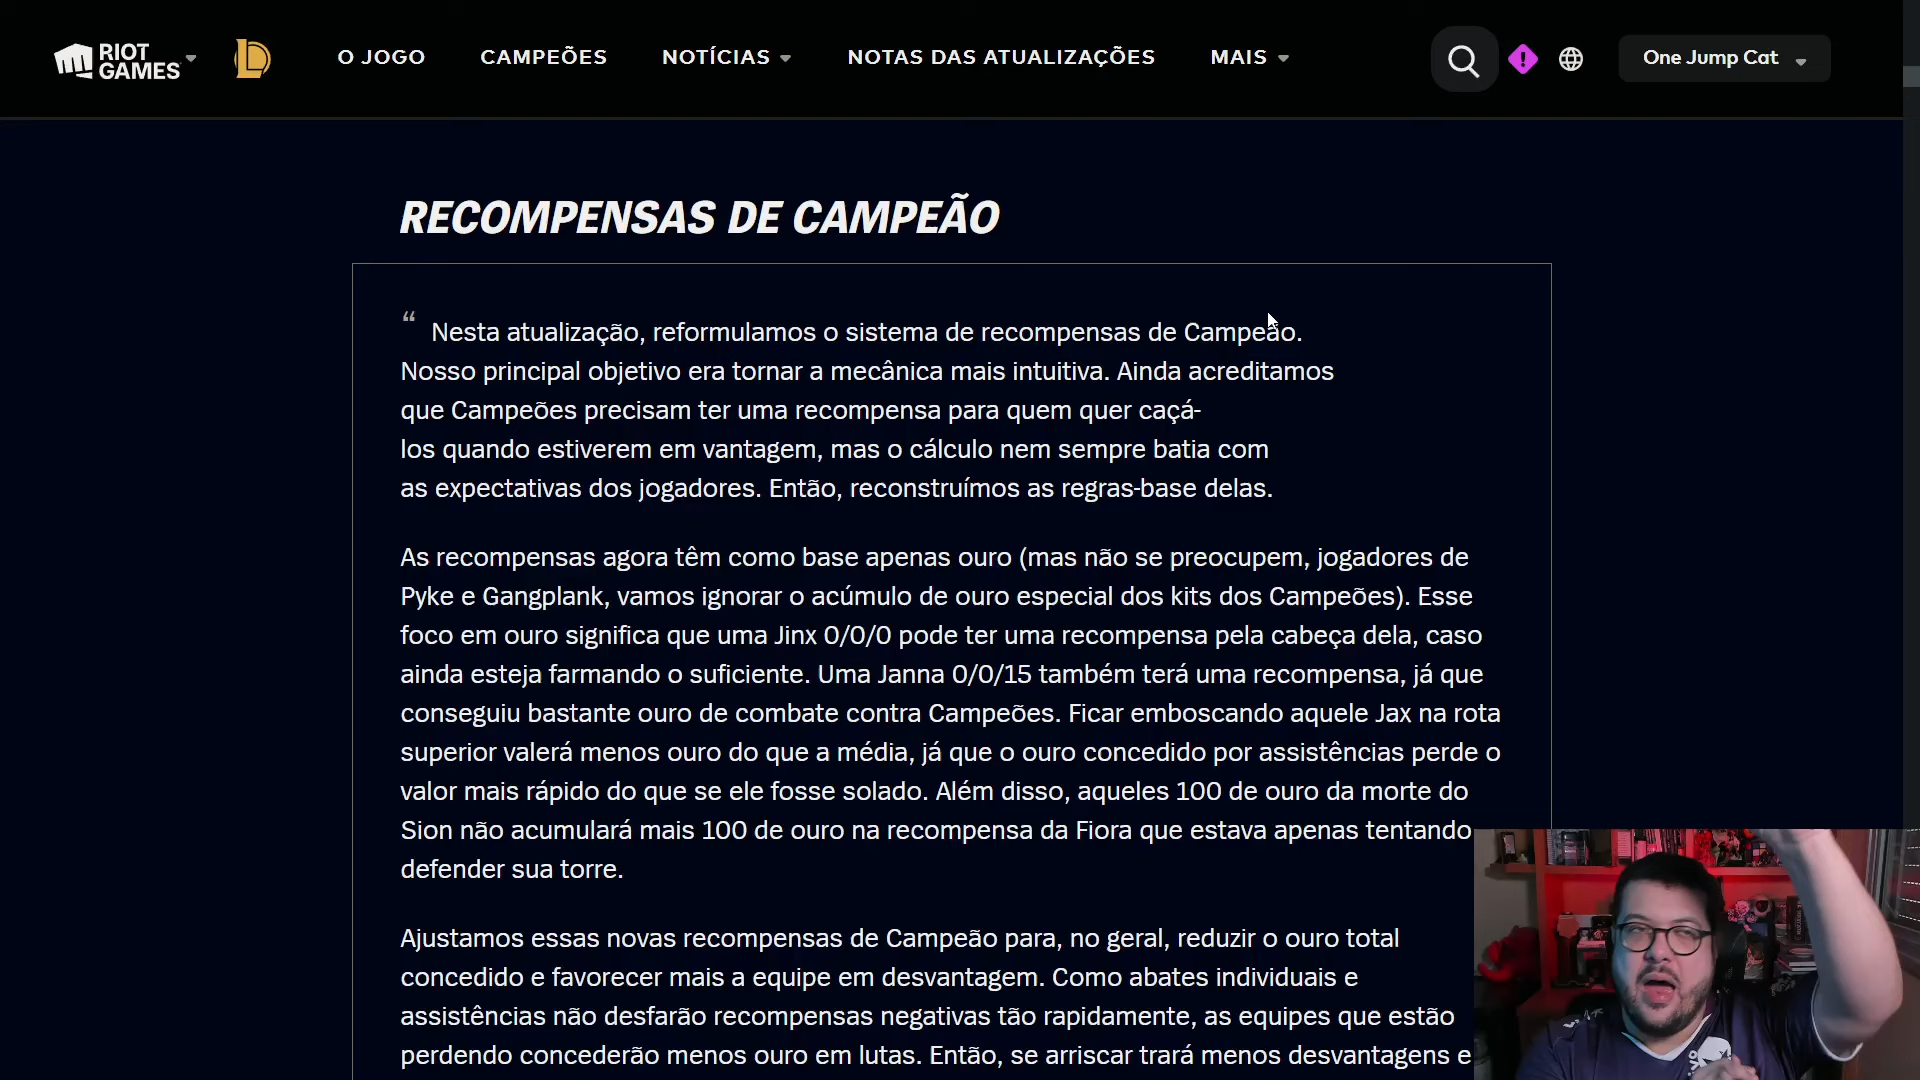 RIOT GAMES
O JOGO
CAMPEÕES
NOTÍCIAS
NOTAS DAS ATUALIZAÇÕES
MAIS
One Jump Cat
RECOMPENSAS DE CAMPEÃO
“ Nesta atualização, reformulamos o sistema de recompensas de Campeão.
Nosso principal objetivo era tornar a mecânica mais intuitiva. Ainda acreditamos
que Campeões precisam ter uma recompensa para quem quer caçá-
los quando estiverem em vantagem, mas o cálculo nem sempre batia com
as expectativas dos jogadores. Então, reconstruímos as regras-base delas.
As recompensas agora têm como base apenas ouro (mas não se preocupem, jogadores de
Pyke e Gangplank, vamos ignorar o acúmulo de ouro especial dos kits dos Campeões). Esse
foco em ouro significa que uma Jinx 0/0/0 pode ter uma recompensa pela cabeça dela, caso
ainda esteja farmando o suficiente. Uma Janna 0/0/15 também terá uma recompensa, já que
conseguiu bastante ouro de combate contra Campeões. Ficar emboscando aquele Jax na rota
superior valerá menos ouro do que a média, já que o ouro concedido por assistências perde o
valor mais rápido do que se ele fosse solado. Além disso, aqueles 100 de ouro da morte do
Sion não acumulará mais 100 de ouro na recompensa da Fiora que estava apenas tentando
defender sua torre.
Ajustamos essas novas recompensas de Campeão para, no geral, reduzir o ouro total
concedido e favorecer mais a equipe em desvantagem. Como abates individuais e
assistências não desfarão recompensas negativas tão rapidamente, as equipes que estão
perdendo concederão menos ouro em lutas. Então, se arriscar trará menos desvantagens e